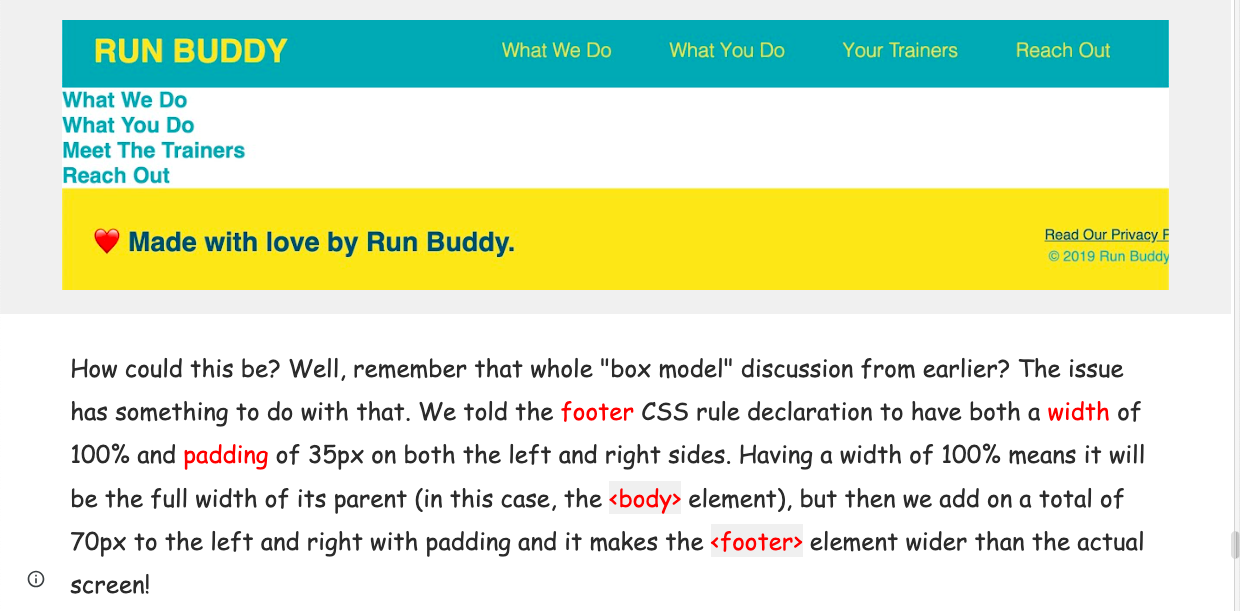 RUN BUDDY What We Do What You Do Your Trainers Reach Out
What We Do
What You Do
Meet The Trainers
Reach Out
❤️ Made with love by Run Buddy.
Read Our Privacy P
© 2019 Run Buddy
How could this be? Well, remember that whole "box model" discussion from earlier? The issue
has something to do with that. We told the footer CSS rule declaration to have both a width of
100% and padding of 35px on both the left and right sides. Having a width of 100% means it will
be the full width of its parent (in this case, the <body> element), but then we add on a total of
70px to the left and right with padding and it makes the <footer> element wider than the actual
screen!